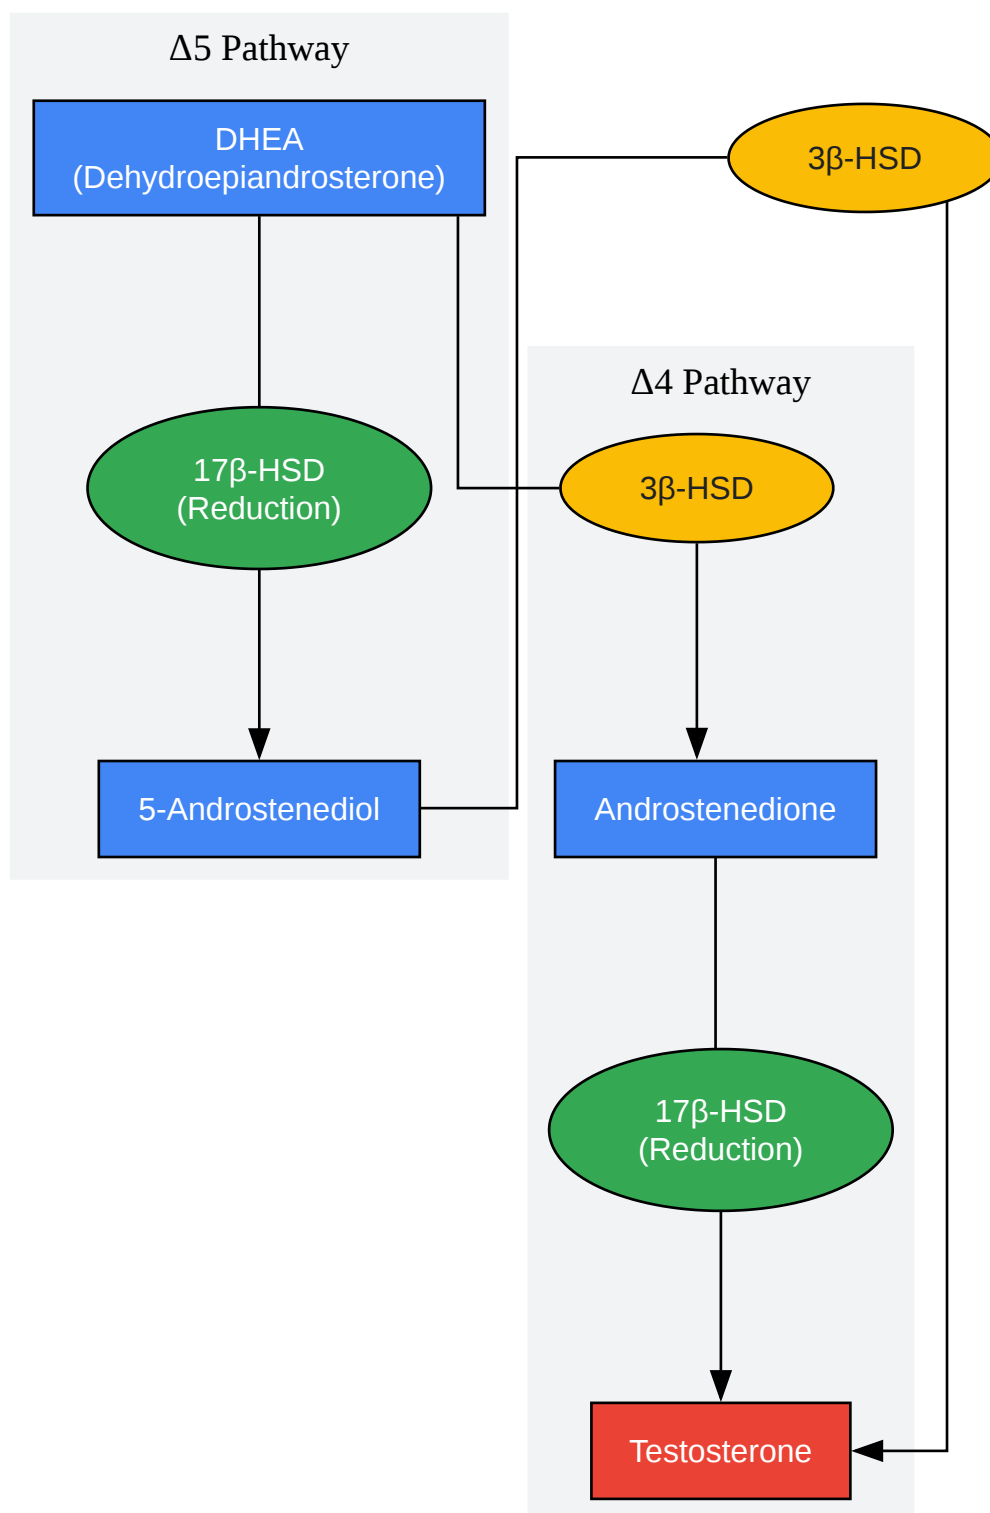 Δ5 Pathway
DHEA
(Dehydroepiandrosterone)
3β-HSD
Δ4 Pathway
17β-HSD
(Reduction)
3β-HSD
5-Androstenediol
Androstenedione
17β-HSD
(Reduction)
Testosterone